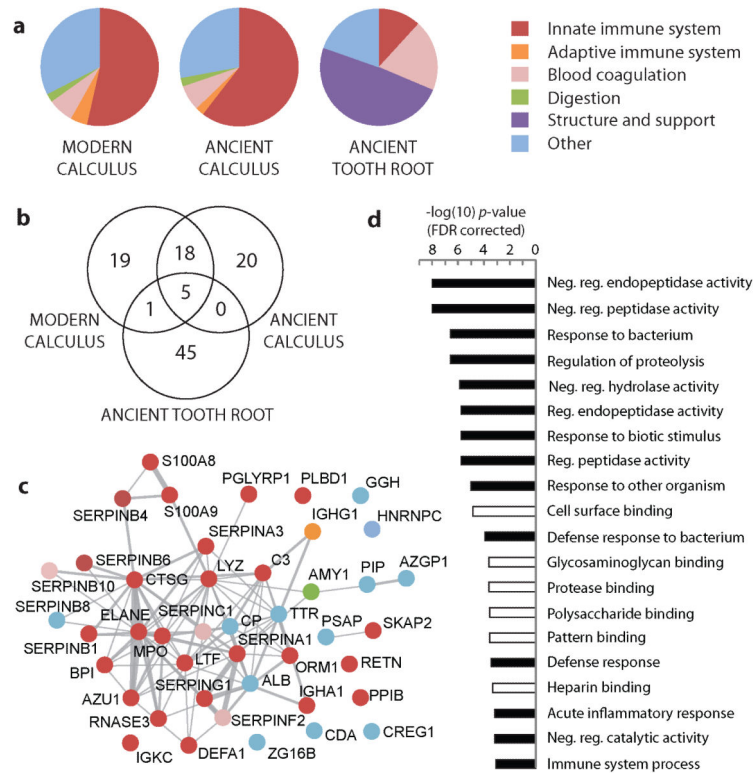 a
Innate immune system
Adaptive immune system
Blood coagulation
Digestion
Structure and support
Other
MODERN
CALCULUS
ANCIENT
CALCULUS
ANCIENT
TOOTH ROOT
b
19
18
20
5
1
0
45
MODERN
CALCULUS
ANCIENT
CALCULUS
ANCIENT TOOTH ROOT
c
S100A8
PGLYRP1
PLBD1
GGH
SERPINB4
S100A9
IGHG1
HNRNPC
SERPINA3
SERPINB6
LYZ
C3
CTSG
AMY1
PIP
AZGP1
SERPINB10
SERPINB8
ELANE
SERPINC1
CP
TTR
PSAP
SKAP2
SERPINB1
MPO
SERPINA1
BPI
LTF
ORM1
RETN
AZU1
SERPING1
ALB
IGHA1
PPIB
RNASE3
SERPINF2
CDA
CREG1
IGKC
DEFA1
ZG16B
d
-log(10) p-value
(FDR corrected)
8 6 4 2 0
Neg. reg. endopeptidase activity
Neg. reg. peptidase activity
Response to bacterium
Regulation of proteolysis
Neg. reg. hydrolase activity
Reg. endopeptidase activity
Response to biotic stimulus
Reg. peptidase activity
Response to other organism
Cell surface binding
Defense response to bacterium
Glycosaminoglycan binding
Protease binding
Polysaccharide binding
Pattern binding
Defense response
Heparin binding
Acute inflammatory response
Neg. reg. catalytic activity
Immune system process